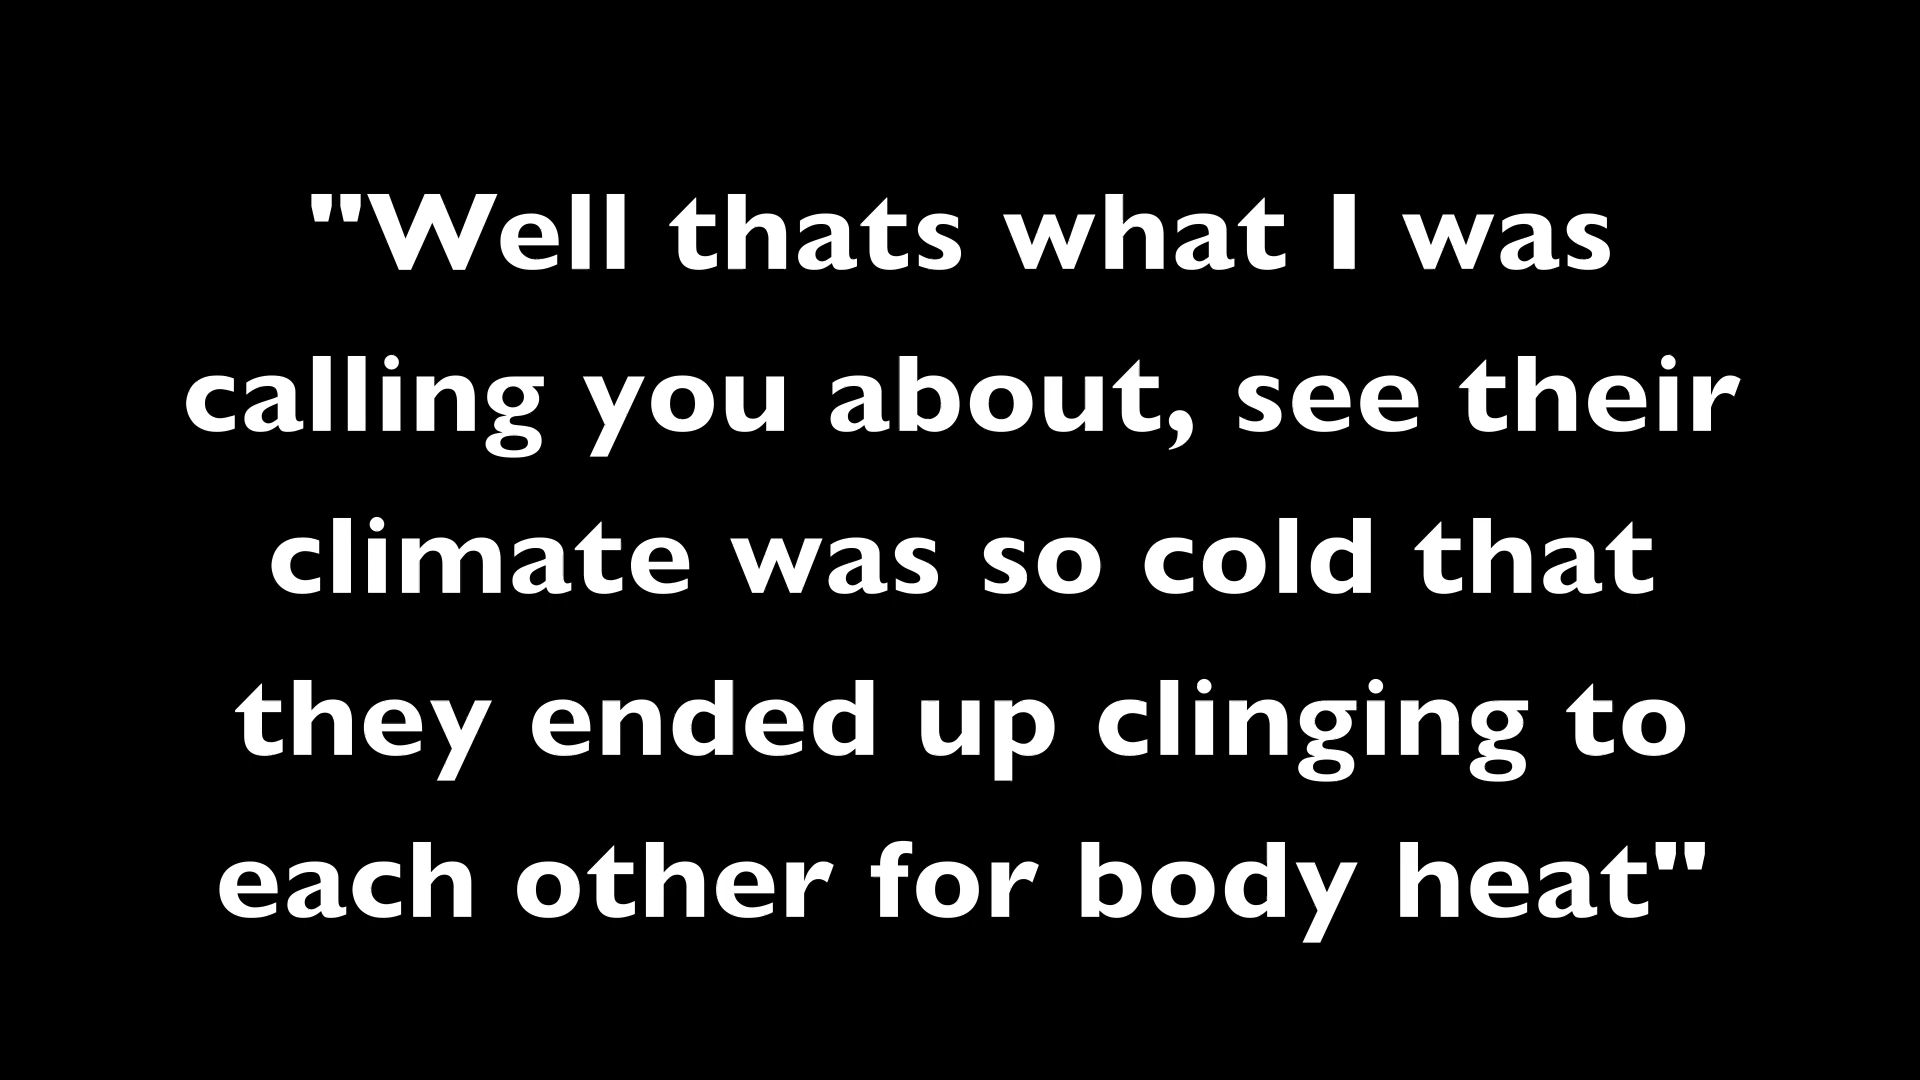 "Well thats what I was
calling you about, see their
climate was so cold that
they ended up clinging to
each other for body heat"